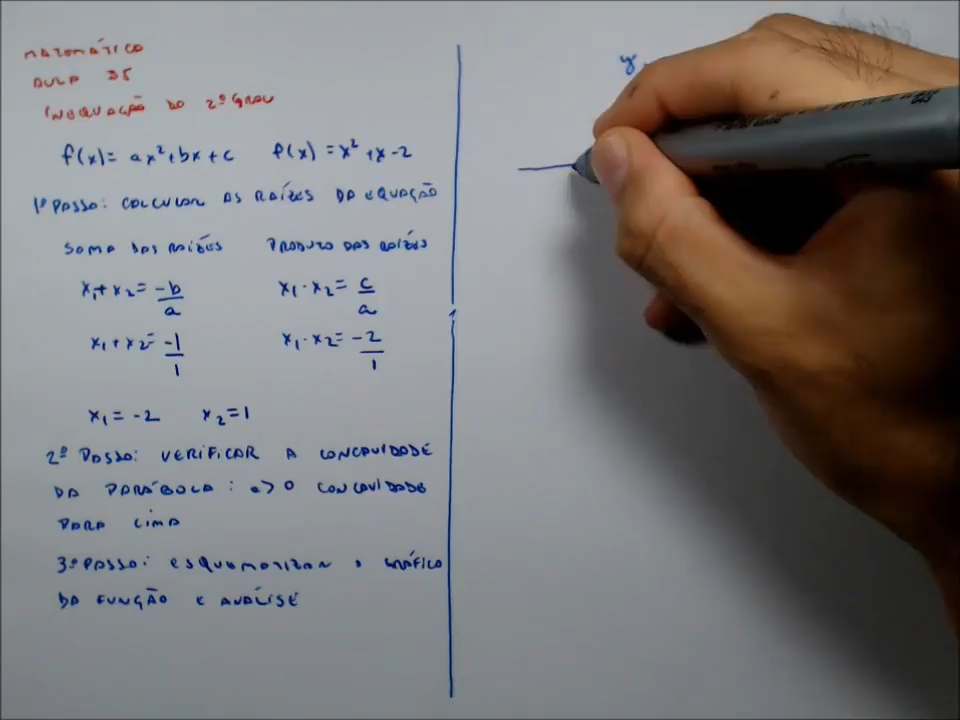 MATEMÁTICO
AULA 35
INEQUAÇÃO DO 2º GRAU
f(x)= ax²+bx+c f(x)=x²+x-2
1º PASSO: CALCULAR AS RAÍZES DA EQUAÇÃO
SOMA DAS RAÍZES PRODUTO DAS RAÍZES
x₁+x₂= -b/a x₁·x₂= c/a
x₁+x₂= -1/1 x₁·x₂= -2/1
x₁= -2 x₂=1
2º PASSO: VERIFICAR A CONCAVIDADE
DA PARÁBOLA: a>0 CONCAVIDADE
PARA CIMA
3º PASSO: ESQUEMATIZAR O GRÁFICO
DA FUNÇÃO E ANÁLISE
y